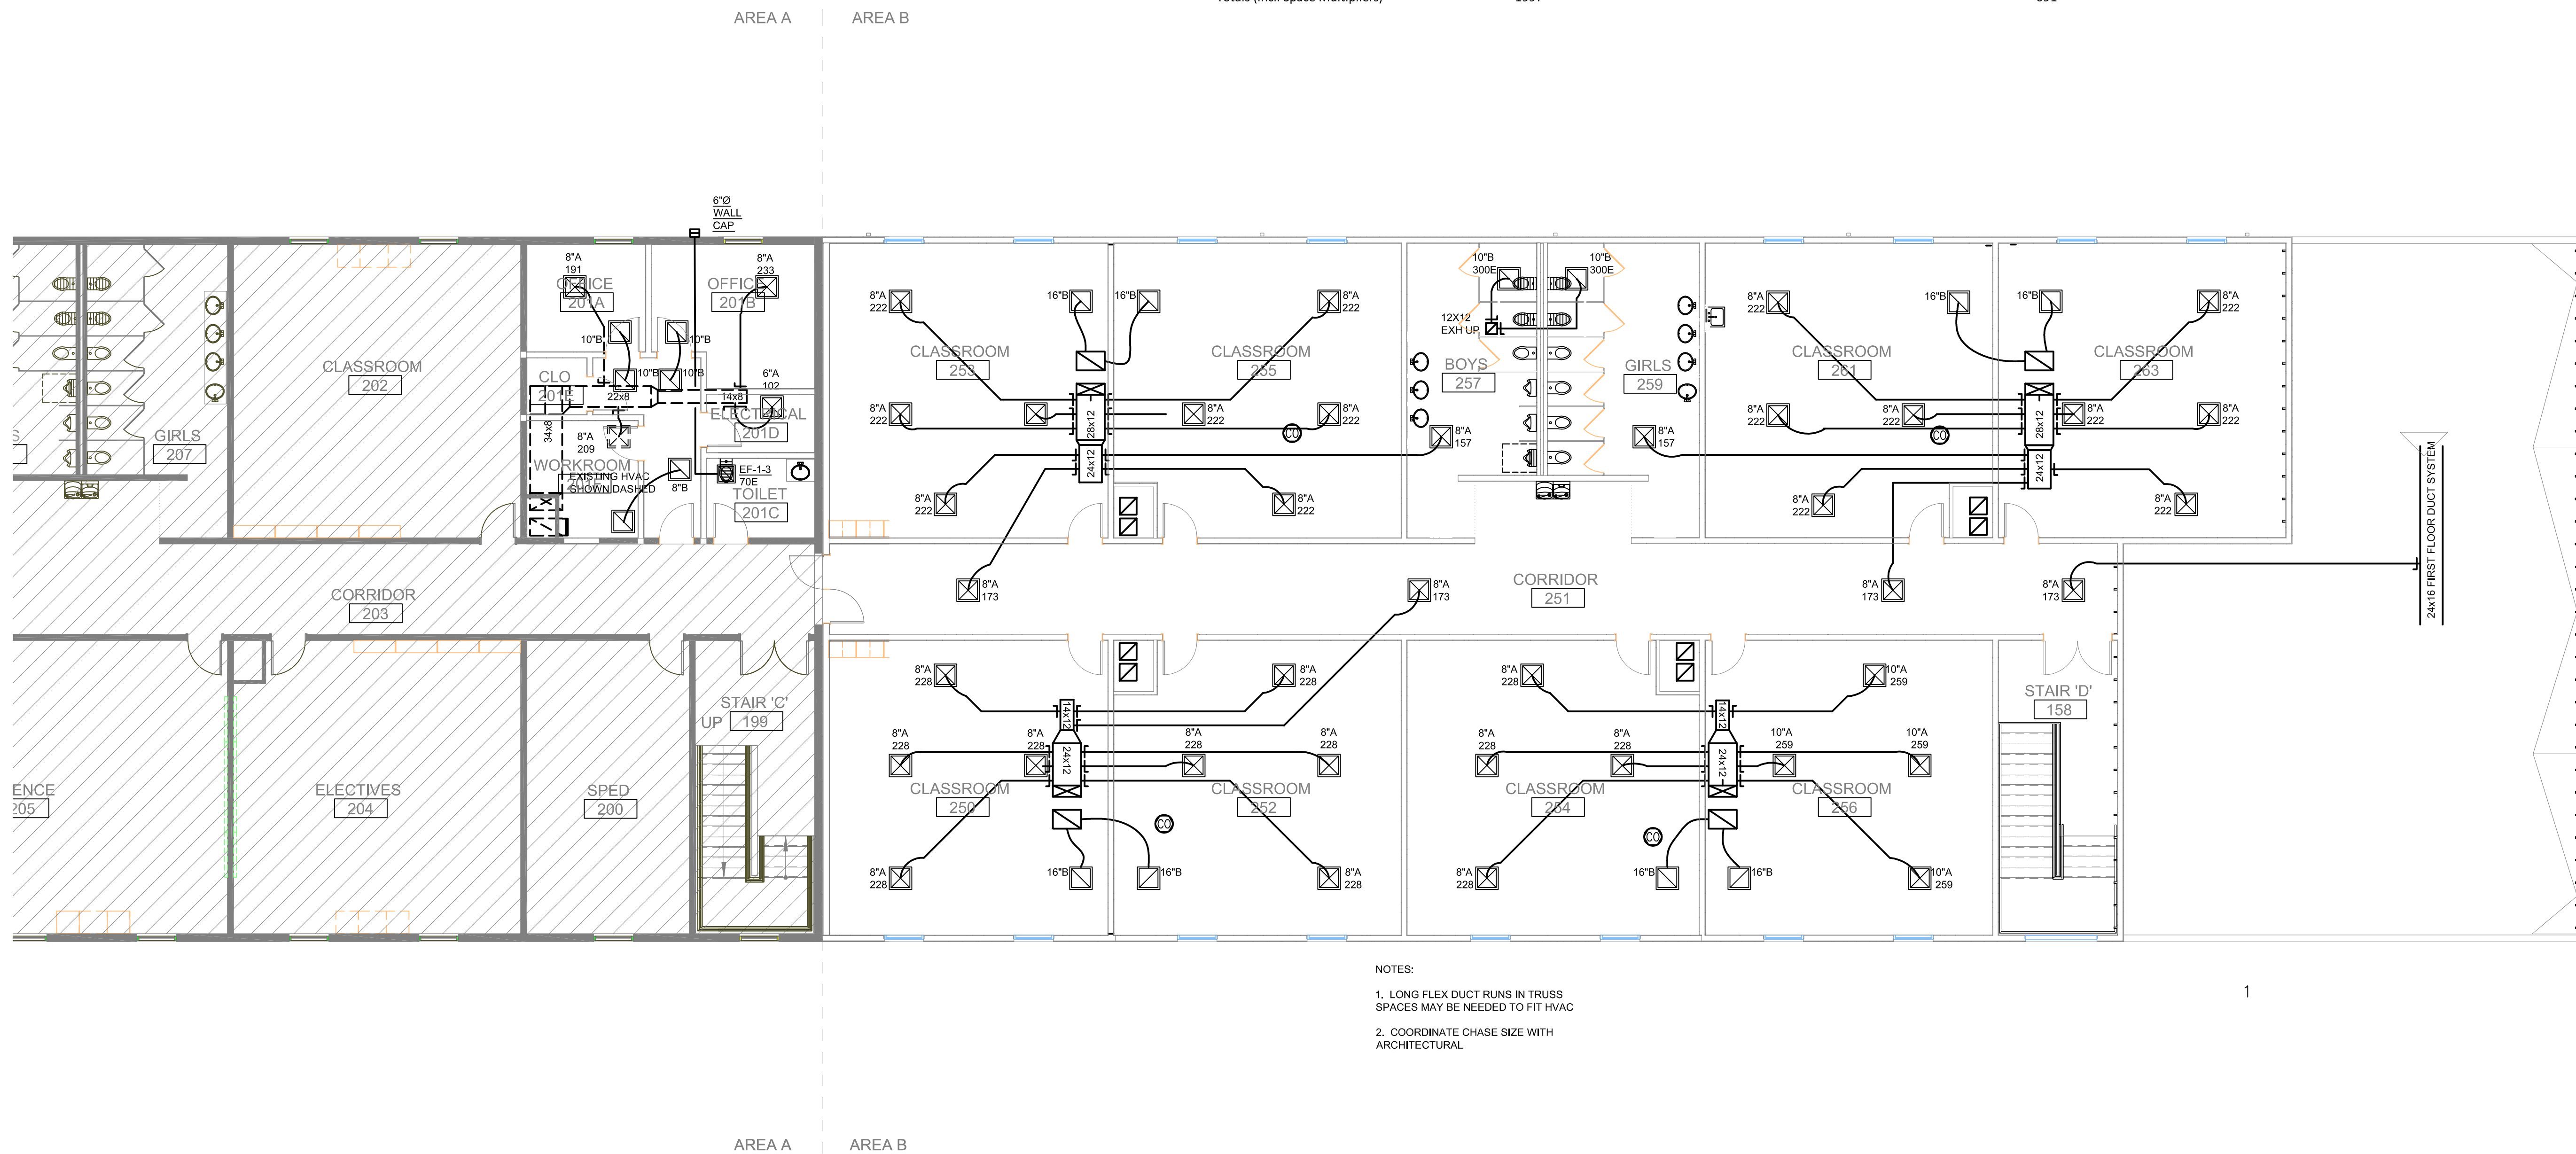 Totals (incl. Space Multipliers)
AREA A
AREA B
6"Ø
WALL
CAP
8"A
191
OFFICE
201A
8"A
233
OFFICE
201B
10"B
10"B
10"B
10"B
CLO
201E
22x8
14x8
6"A
102
ELECTRICAL
201D
34x8
8"A
209
WORKROOM
EXISTING HVAC
SHOWN DASHED
8"B
EF-1-3
70E
TOILET
201C
GIRLS
207
CLASSROOM
202
CORRIDOR
203
ENCE
205
ELECTIVES
204
SPED
200
STAIR 'C'
UP
199
8"A
222
16"B
16"B
8"A
222
CLASSROOM
253
CLASSROOM
255
8"A
222
28x12
8"A
222
8"A
222
CO
24x12
8"A
222
8"A
222
10"B
300E
10"B
300E
12X12
EXH UP
BOYS
257
GIRLS
259
8"A
157
8"A
157
8"A
222
16"B
16"B
8"A
222
CLASSROOM
261
CLASSROOM
263
8"A
222
8"A
222
28x12
8"A
222
8"A
222
CO
24x12
8"A
222
8"A
222
24x16 FIRST FLOOR DUCT SYSTEM
8"A
173
8"A
173
CORRIDOR
251
8"A
173
8"A
173
8"A
228
8"A
228
14x12
8"A
228
8"A
228
8"A
228
8"A
228
24x12
CLASSROOM
250
CLASSROOM
252
CO
8"A
228
16"B
16"B
8"A
228
8"A
228
10"A
259
14x12
8"A
228
8"A
228
10"A
259
10"A
259
24x12
CLASSROOM
254
CLASSROOM
256
CO
8"A
228
16"B
16"B
10"A
259
STAIR 'D'
158
NOTES:
1. LONG FLEX DUCT RUNS IN TRUSS
SPACES MAY BE NEEDED TO FIT HVAC
2. COORDINATE CHASE SIZE WITH
ARCHITECTURAL
1
AREA A
AREA B